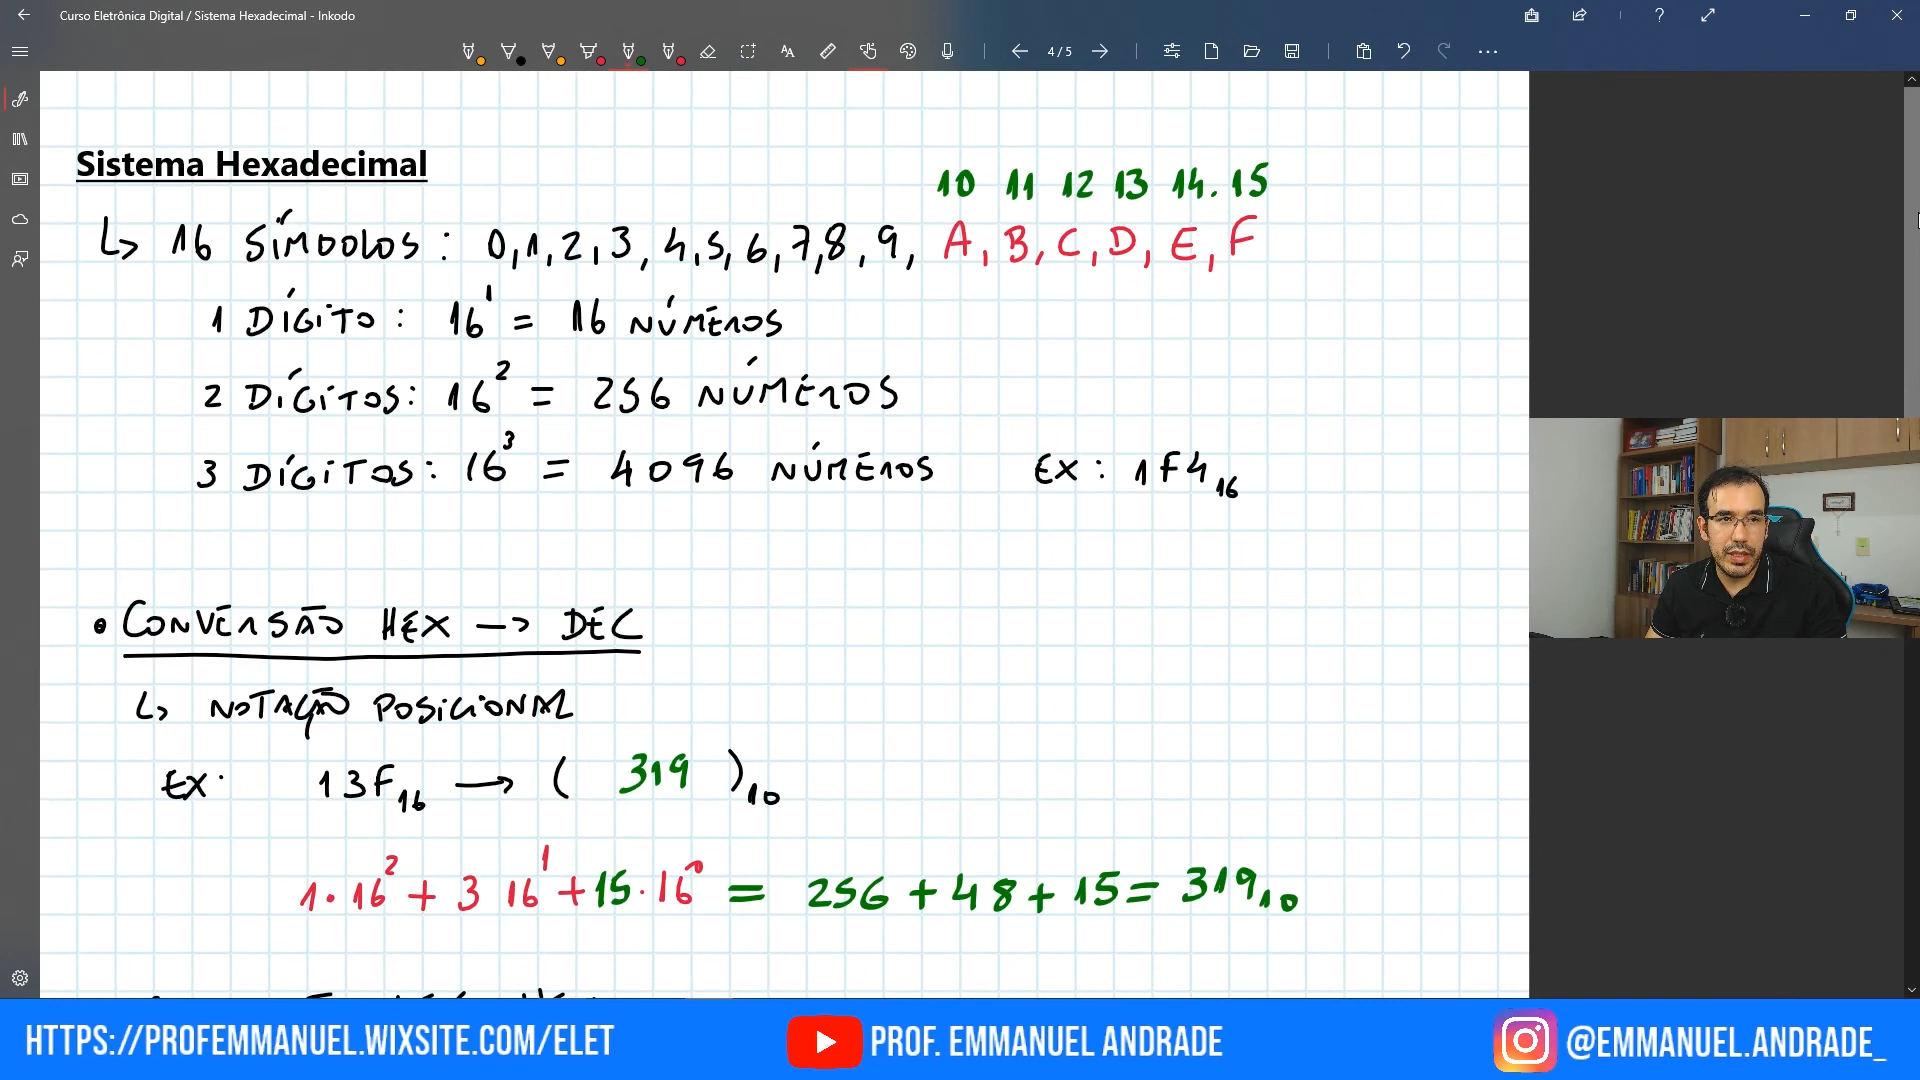 Curso Eletrônica Digital / Sistema Hexadecimal - Inkodo
4/5
Sistema Hexadecimal
10 11 12 13 14. 15
↳ 16 SÍMBOLOS : 0,1,2,3,4,5,6,7,8,9, A,B,C,D,E,F
1 DÍGITO : 16¹ = 16 NÚMEROS
2 DÍGITOS: 16² = 256 NÚMEROS
3 DÍGITOS: 16³ = 4096 NÚMEROS EX : 1F4₁₆
• CONVERSÃO HEX → DEC
↳ NOTAÇÃO POSICIONAL
EX: 13F₁₆ → ( 319 )₁₀
1·16² + 3 16¹ + 15·16⁰ = 256 + 48 + 15 = 319₁₀
HTTPS://PROFEMMANUEL.WIXSITE.COM/ELET PROF. EMMANUEL ANDRADE @EMMANUEL.ANDRADE_